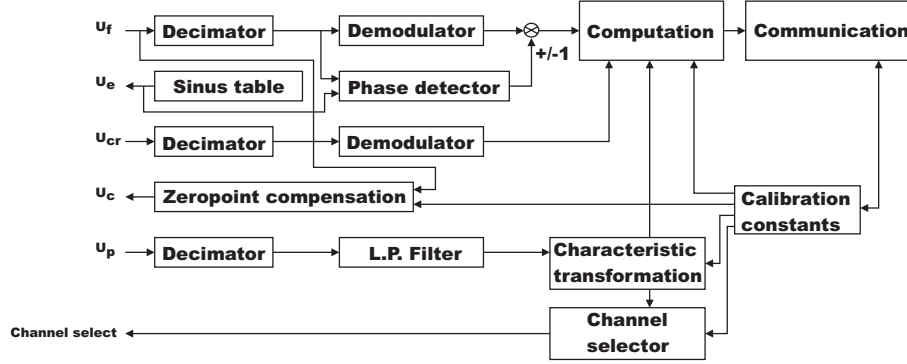 Uf
Decimator
Demodulator
Computation
Communication
+/-1
Ue
Sinus table
Phase detector
Ucr
Decimator
Demodulator
Uc
Zeropoint compensation
Calibration
constants
Up
Decimator
L.P. Filter
Characteristic
transformation
Channel select
Channel
selector